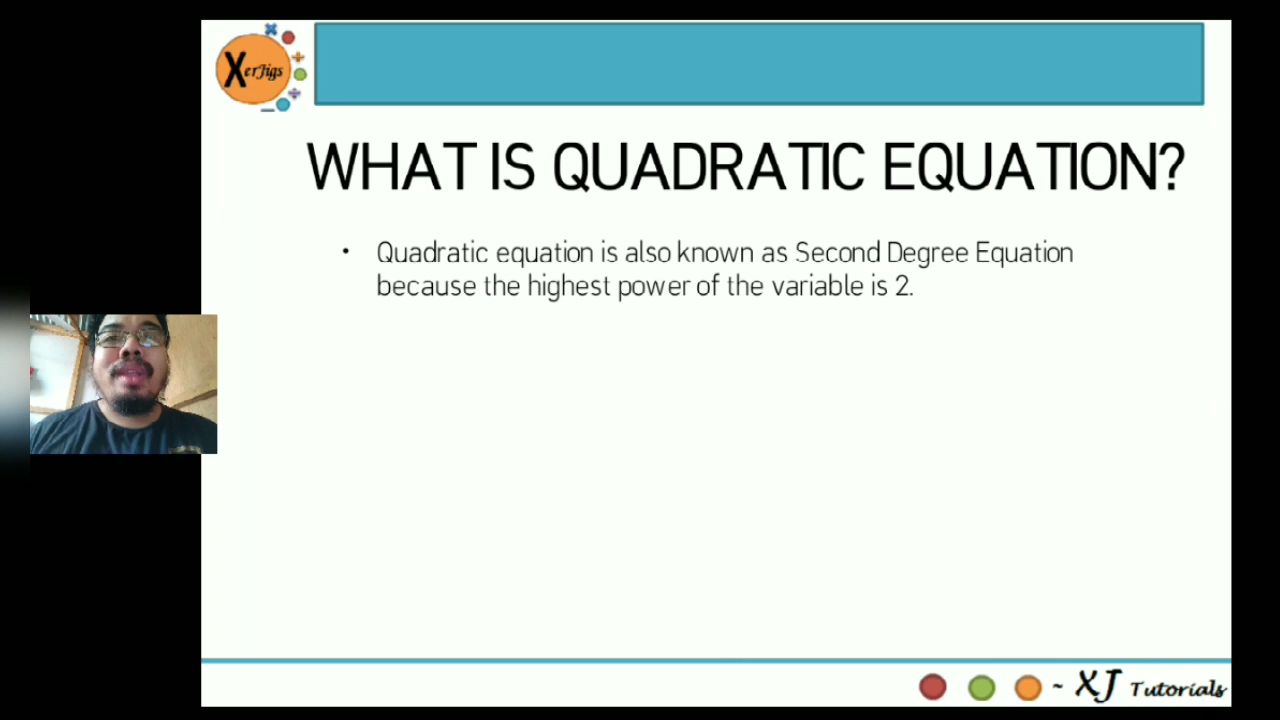 XerJigs
WHAT IS QUADRATIC EQUATION?
• Quadratic equation is also known as Second Degree Equation
because the highest power of the variable is 2.
~ XJ Tutorials